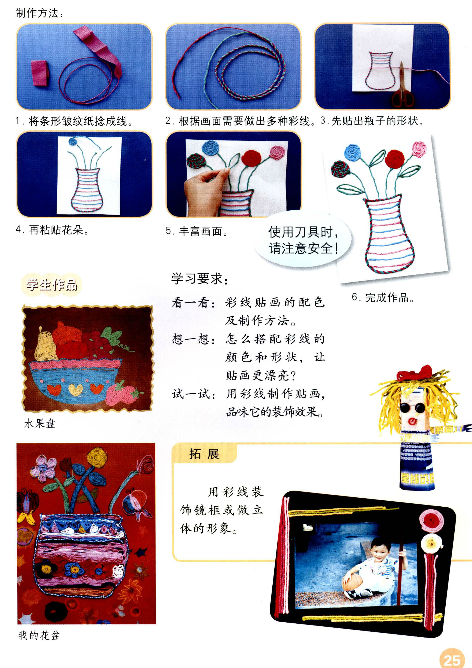 制作方法：
1. 将条形皱纹纸捻成线。
2. 根据画面需要做出多种彩线。
3. 先贴出瓶子的形状。
4. 再粘贴花朵。
5. 丰富画面。
使用刀具时，
请注意安全！
6. 完成作品。
学生作品
水果盘
我的花盆
学习要求：
看一看：彩线贴画的配色
及制作方法。
想一想：怎么搭配彩线的
颜色和形状，让
贴画更漂亮？
试一试：用彩线制作贴画，
品味它的装饰效果。
拓展
用彩线装
饰镜框或做立
体的形象。
25